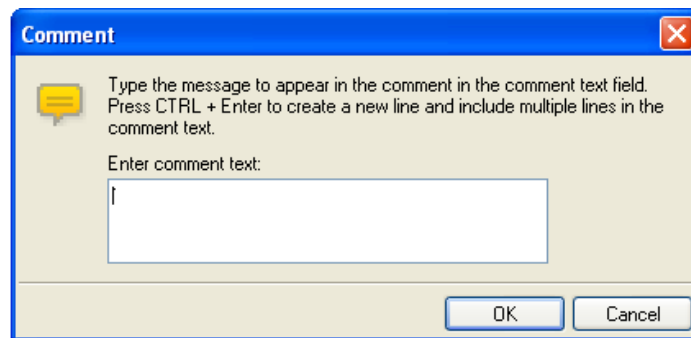 Comment
Type the message to appear in the comment in the comment text field.
Press CTRL + Enter to create a new line and include multiple lines in the
comment text.
Enter comment text:
OK
Cancel